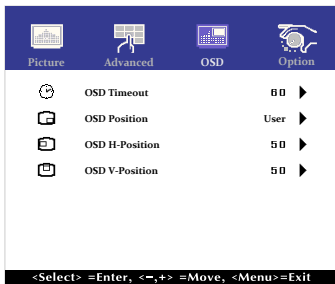 Picture Advanced OSD Option
OSD Timeout 60
OSD Position User
OSD H-Position 50
OSD V-Position 50
<Select> =Enter, <−,+> =Move, <Menu>=Exit